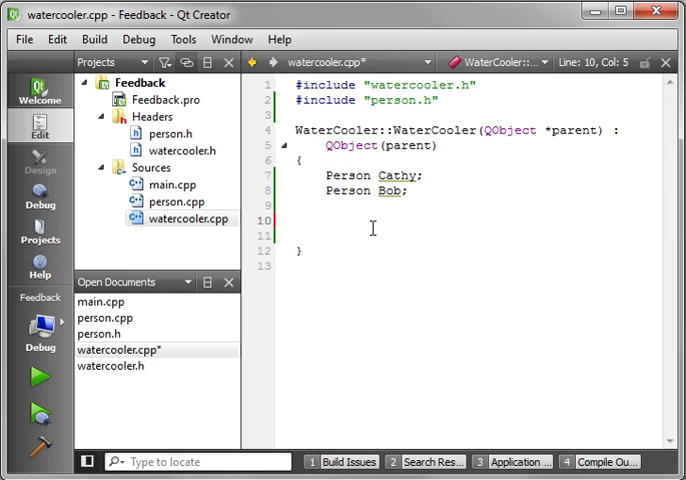 watercooler.cpp - Feedback - Qt Creator
File Edit Build Debug Tools Window Help
Projects
watercooler.cpp*
WaterCooler::...
Line: 10, Col: 5
Qt
Welcome
Edit
Design
Debug
Projects
Help
Feedback
Debug
Feedback
Feedback.pro
Headers
person.h
watercooler.h
Sources
main.cpp
person.cpp
watercooler.cpp
Open Documents
main.cpp
person.cpp
person.h
watercooler.cpp*
watercooler.h
1 #include "watercooler.h"
2 #include "person.h"
3
4 WaterCooler::WaterCooler(QObject *parent) :
5 QObject(parent)
6 {
7 Person Cathy;
8 Person Bob;
9
10
11
12 }
13
Type to locate
1 Build Issues
2 Search Res...
3 Application ...
4 Compile Ou...